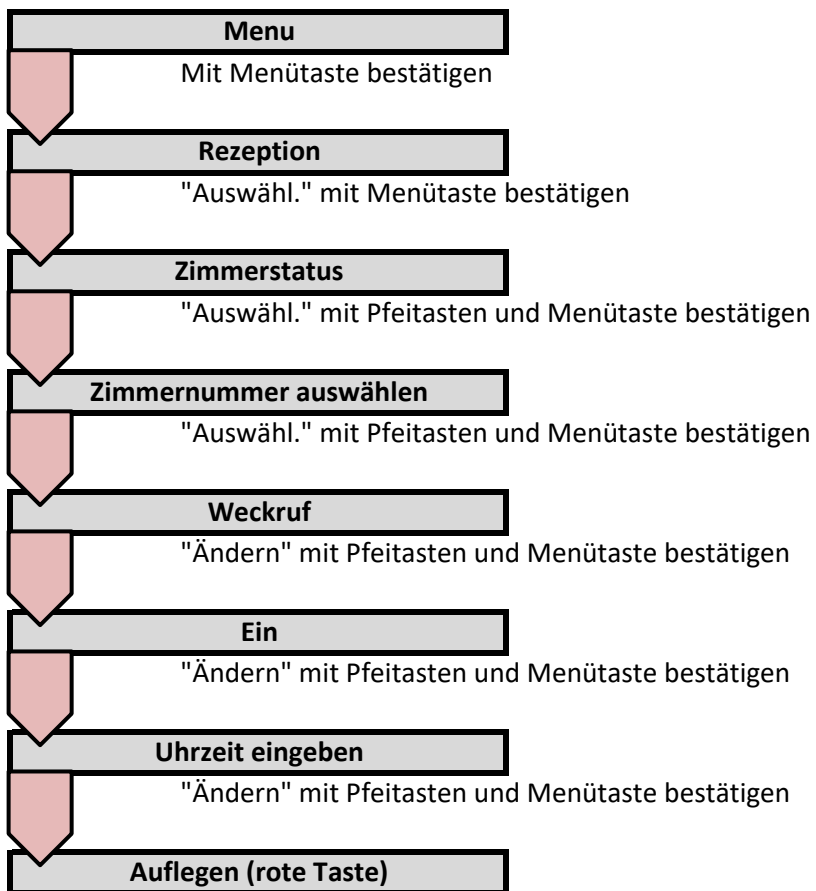 Menu
Mit Menütaste bestätigen
Rezeption
"Auswähl." mit Menütaste bestätigen
Zimmerstatus
"Auswähl." mit Pfeitasten und Menütaste bestätigen
Zimmernummer auswählen
"Auswähl." mit Pfeitasten und Menütaste bestätigen
Weckruf
"Ändern" mit Pfeitasten und Menütaste bestätigen
Ein
"Ändern" mit Pfeitasten und Menütaste bestätigen
Uhrzeit eingeben
"Ändern" mit Pfeitasten und Menütaste bestätigen
Auflegen (rote Taste)